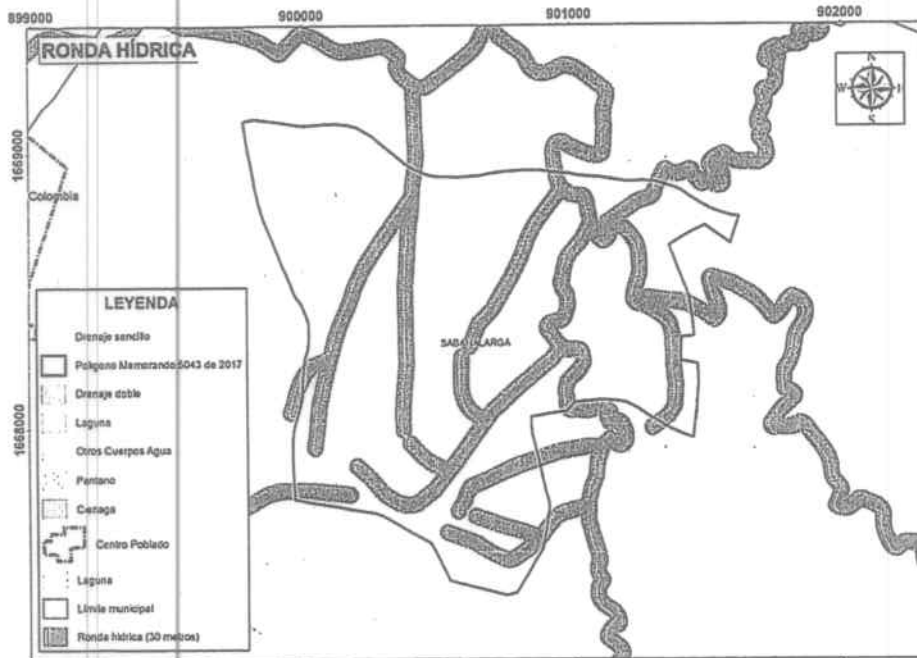 899000
900000
901000
902000
RONDA HÍDRICA
N
W
E
S
1669000
Colombia
LEYENDA
Drenaje sencillo
Polígono Memorando 5043 de 2017
Drenaje doble
Laguna
Otros Cuerpos Agua
Pantano
Cienaga
Centro Poblado
Laguna
Límite municipal
Ronda hídrica (30 metros)
SABANALARGA
1668000